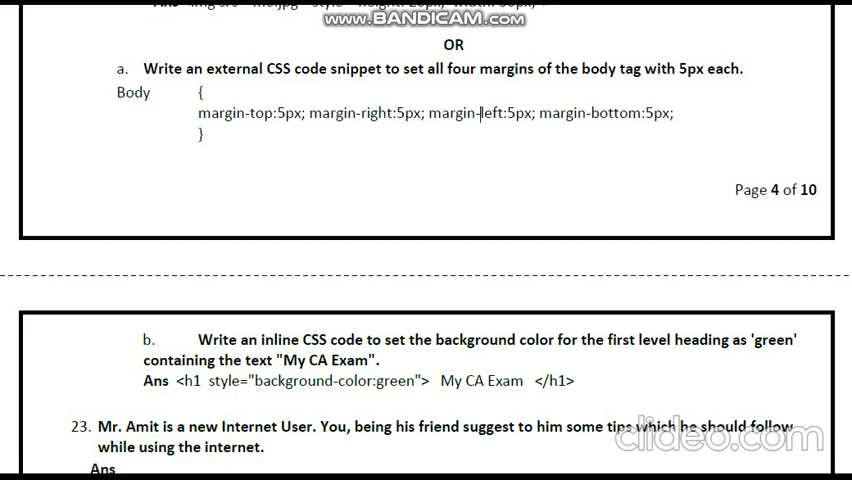 www.BANDICAM.com
OR
a. Write an external CSS code snippet to set all four margins of the body tag with 5px each.
Body {
margin-top:5px; margin-right:5px; margin-left:5px; margin-bottom:5px;
}
Page 4 of 10
b. Write an inline CSS code to set the background color for the first level heading as 'green'
containing the text "My CA Exam".
Ans <h1 style="background-color:green"> My CA Exam </h1>
23. Mr. Amit is a new Internet User. You, being his friend suggest to him some tips which he should follow
while using the internet.
clideo.com
Ans